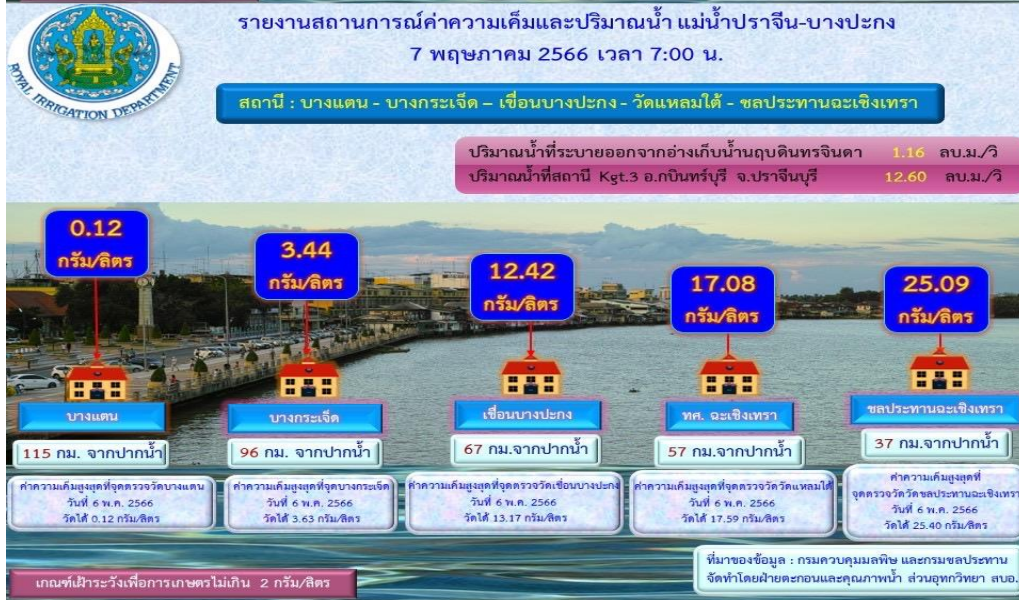 รายงานสถานการณ์ค่าความเค็มและปริมาณน้ำ แม่น้ำปราจีน-บางปะกง
7 พฤษภาคม 2566 เวลา 7:00 น.
ROYAL IRRIGATION DEPARTMENT
สถานี : บางแตน - บางกระเจ็ด – เขื่อนบางปะกง - วัดแหลมใต้ - ชลประทานฉะเชิงเทรา
ปริมาณน้ำที่ระบายออกจากอ่างเก็บน้ำนฤบดินทรจินดา 1.16 ลบ.ม./วิ
ปริมาณน้ำที่สถานี Kgt.3 อ.กบินทร์บุรี จ.ปราจีนบุรี 12.60 ลบ.ม./วิ
0.12
กรัม/ลิตร
3.44
กรัม/ลิตร
12.42
กรัม/ลิตร
17.08
กรัม/ลิตร
25.09
กรัม/ลิตร
บางแตน
บางกระเจ็ด
เขื่อนบางปะกง
ทศ. ฉะเชิงเทรา
ชลประทานฉะเชิงเทรา
115 กม. จากปากน้ำ
96 กม. จากปากน้ำ
67 กม.จากปากน้ำ
57 กม.จากปากน้ำ
37 กม.จากปากน้ำ
ค่าความเค็มสูงสุดที่จุดตรวจวัดบางแตน
วันที่ 6 พ.ค. 2566
วัดได้ 0.12 กรัม/ลิตร
ค่าความเค็มสูงสุดที่จุดบางกระเจ็ด
วันที่ 6 พ.ค. 2566
วัดได้ 3.63 กรัม/ลิตร
ค่าความเค็มสูงสุดที่จุดตรวจวัดเขื่อนบางปะกง
วันที่ 6 พ.ค. 2566
วัดได้ 13.17 กรัม/ลิตร
ค่าความเค็มสูงสุดที่จุดตรวจวัดวัดแหลมใต้
วันที่ 6 พ.ค. 2566
วัดได้ 17.59 กรัม/ลิตร
ค่าความเค็มสูงสุดที่
จุดตรวจวัดวัดชลประทานฉะเชิงเทรา
วันที่ 6 พ.ค. 2566
วัดได้ 25.40 กรัม/ลิตร
เกณฑ์เฝ้าระวังเพื่อการเกษตรไม่เกิน 2 กรัม/ลิตร
ที่มาของข้อมูล : กรมควบคุมมลพิษ และกรมชลประทาน
จัดทำโดยฝ่ายตะกอนและคุณภาพน้ำ ส่วนอุทกวิทยา สบอ.